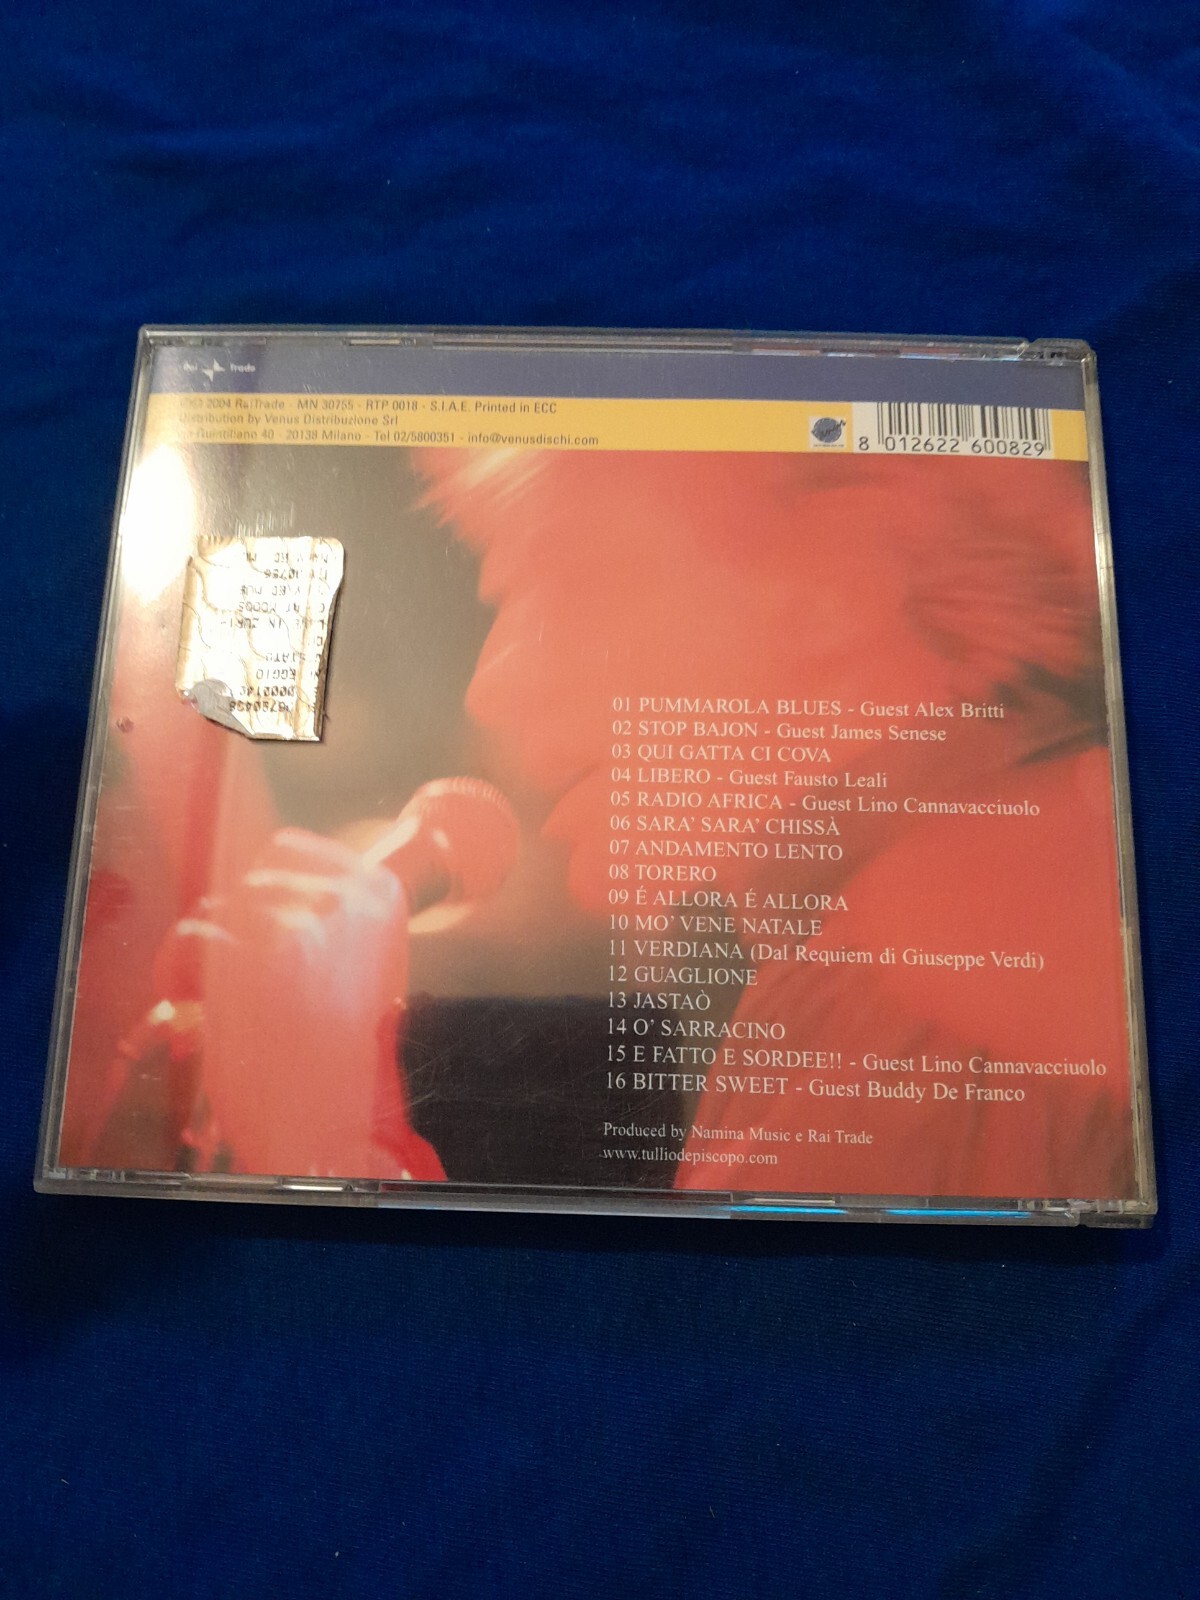 Rai Trade
2004 RaiTrade - MN 30755 - RTP 0018 - S.I.A.E. Printed in ECC
Distribution by Venus Distribuzione Srl
Quintiliano 40 - 20138 Milano - Tel 02/5800351 - info@venusdischi.com
8 012622 600829
01 PUMMAROLA BLUES - Guest Alex Britti
02 STOP BAJON - Guest James Senese
03 QUI GATTA CI COVA
04 LIBERO - Guest Fausto Leali
05 RADIO AFRICA - Guest Lino Cannavacciuolo
06 SARA' SARA' CHISSÀ
07 ANDAMENTO LENTO
08 TORERO
09 É ALLORA É ALLORA
10 MO' VENE NATALE
11 VERDIANA (Dal Requiem di Giuseppe Verdi)
12 GUAGLIONE
13 JASTAÒ
14 O' SARRACINO
15 E FATTO E SORDEE!! - Guest Lino Cannavacciuolo
16 BITTER SWEET - Guest Buddy De Franco
Produced by Namina Music e Rai Trade
www.tulliodepiscopo.com